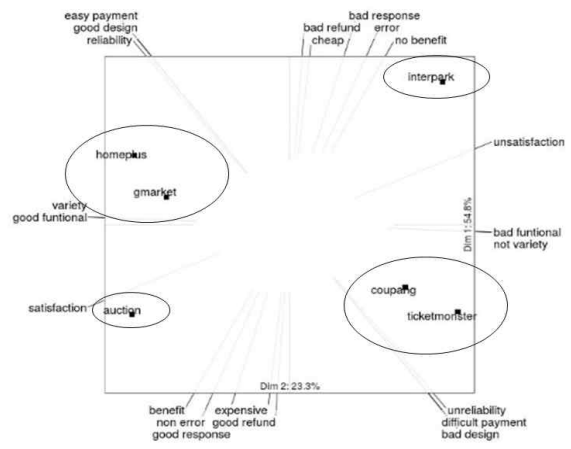 easy payment
good design
reliability
bad refund
cheap
bad response
error
no benefit
interpark
unsatisfaction
homeplus
gmarket
variety
good funtional
Dim 1: 54.8%
bad funtional
not variety
coupang
ticketmonster
satisfaction
auction
Dim 2: 23.3%
benefit
non error
good response
expensive
good refund
unreliability
difficult payment
bad design